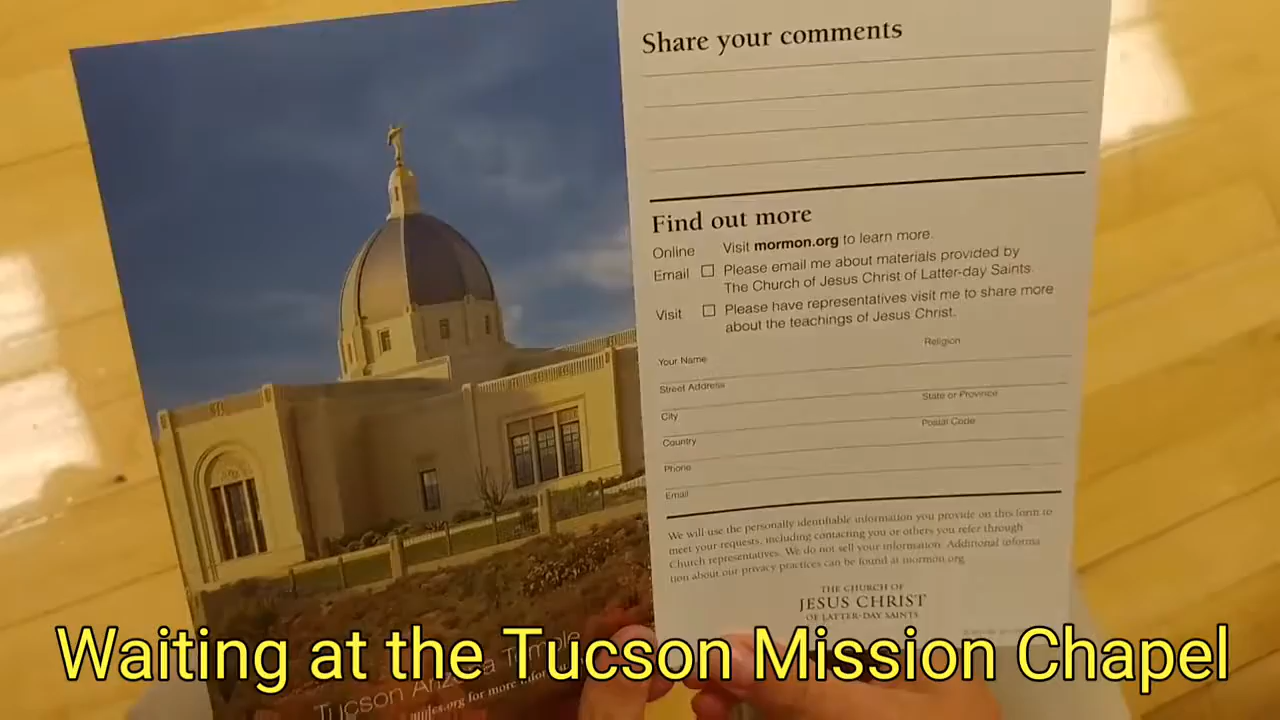 Share your comments
Find out more
Online Visit mormon.org to learn more.
Email Please email me about materials provided by
The Church of Jesus Christ of Latter-day Saints.
Visit Please have representatives visit me to share more
about the teachings of Jesus Christ.
Religion
Your Name
Street Address
State or Province
City
Postal Code
Country
Phone
Email
We will use the personally identifiable information you provide on this form to
meet your requests, including contacting you or others you refer through
Church representatives. We do not sell your information. Additional informa-
tion about our privacy practices can be found at mormon.org
THE CHURCH OF
JESUS CHRIST
OF LATTER-DAY SAINTS
Tucson Arizona Temple
for more
Waiting at the Tucson Mission Chapel